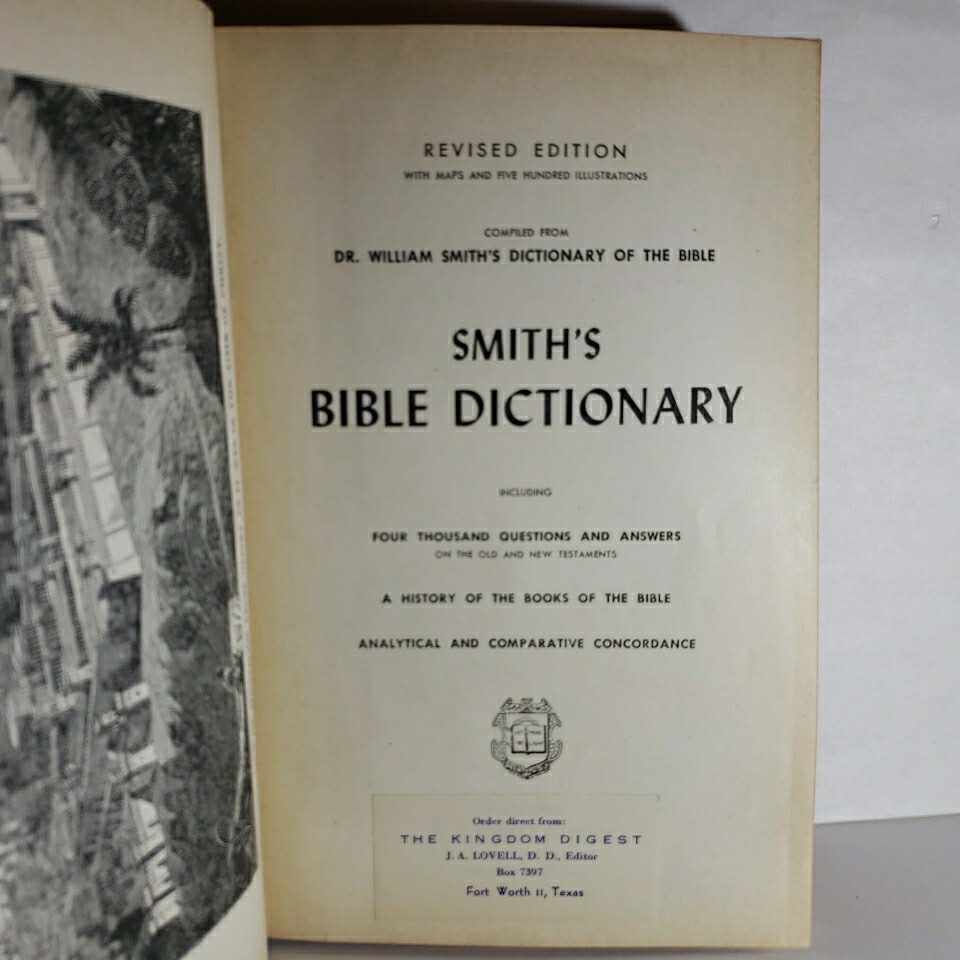 REVISED EDITION
WITH MAPS AND FIVE HUNDRED ILLUSTRATIONS
COMPILED FROM
DR. WILLIAM SMITH'S DICTIONARY OF THE BIBLE
SMITH'S
BIBLE DICTIONARY
INCLUDING
FOUR THOUSAND QUESTIONS AND ANSWERS
ON THE OLD AND NEW TESTAMENTS
A HISTORY OF THE BOOKS OF THE BIBLE
ANALYTICAL AND COMPARATIVE CONCORDANCE
Order direct from:
THE KINGDOM DIGEST
J. A. LOVELL, D. D., Editor
Box 7397
Fort Worth 11, Texas